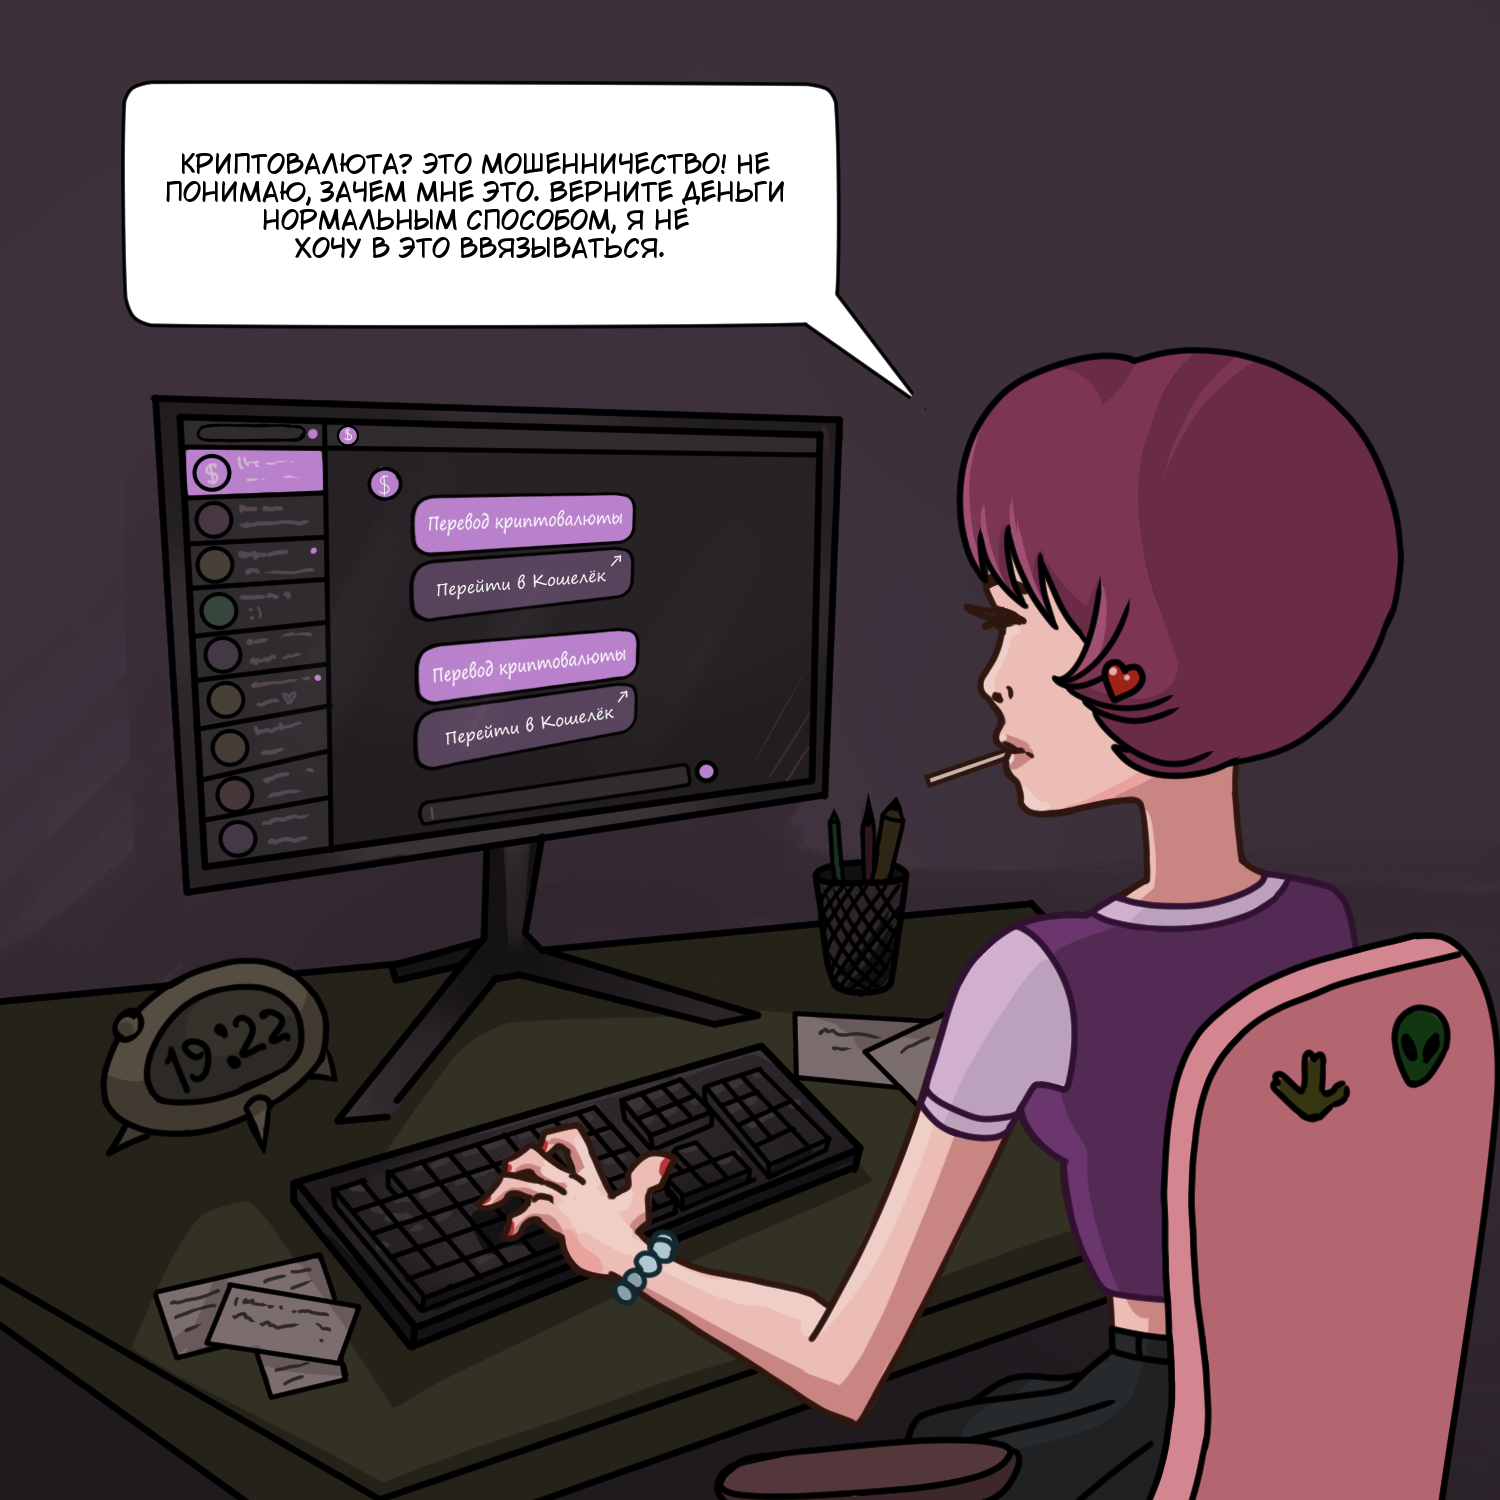 КРИПТОВАЛЮТА? ЭТО МОШЕННИЧЕСТВО! НЕ
ПОНИМАЮ, ЗАЧЕМ МНЕ ЭТО. ВЕРНИТЕ ДЕНЬГИ
НОРМАЛЬНЫМ СПОСОБОМ, Я НЕ
ХОЧУ В ЭТО ВВЯЗЫВАТЬСЯ.
$
$
$
Перевод криптовалюты
Перейти в Кошелёк
:)
Перевод криптовалюты
Перейти в Кошелёк
19:22